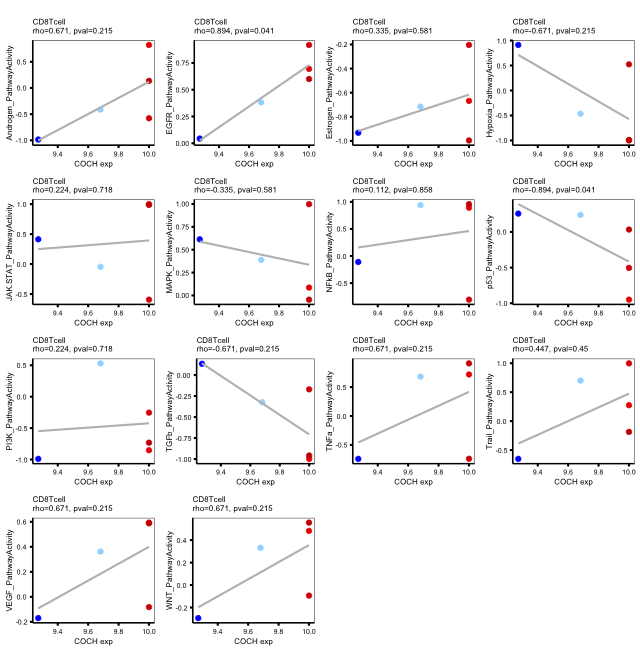 CD8Tcell
rho=0.671, pval=0.215
Androgen_PathwayActivity
0.5
0.0
-0.5
-1.0
9.4 9.6 9.8 10.0
COCH exp
CD8Tcell
rho=0.894, pval=0.041
EGFR_PathwayActivity
0.75
0.50
0.25
0.00
9.4 9.6 9.8 10.0
COCH exp
CD8Tcell
rho=0.335, pval=0.581
Estrogen_PathwayActivity
-0.2
-0.4
-0.6
-0.8
-1.0
9.4 9.6 9.8 10.0
COCH exp
CD8Tcell
rho=-0.671, pval=0.215
Hypoxia_PathwayActivity
1.0
0.5
0.0
-0.5
-1.0
9.4 9.6 9.8 10.0
COCH exp
CD8Tcell
rho=0.224, pval=0.718
JAK.STAT_PathwayActivity
1.0
0.5
0.0
-0.5
9.4 9.6 9.8 10.0
COCH exp
CD8Tcell
rho=-0.335, pval=0.581
MAPK_PathwayActivity
1.00
0.75
0.50
0.25
0.00
9.4 9.6 9.8 10.0
COCH exp
CD8Tcell
rho=0.112, pval=0.858
NFkB_PathwayActivity
1.0
0.5
0.0
-0.5
9.4 9.6 9.8 10.0
COCH exp
CD8Tcell
rho=-0.894, pval=0.041
p53_PathwayActivity
0.0
-0.5
-1.0
9.4 9.6 9.8 10.0
COCH exp
CD8Tcell
rho=0.224, pval=0.718
PI3K_PathwayActivity
0.5
0.0
-0.5
-1.0
9.4 9.6 9.8 10.0
COCH exp
CD8Tcell
rho=-0.671, pval=0.215
TGFb_PathwayActivity
0.00
-0.25
-0.50
-0.75
-1.00
9.4 9.6 9.8 10.0
COCH exp
CD8Tcell
rho=0.671, pval=0.215
TNFa_PathwayActivity
0.5
0.0
-0.5
9.4 9.6 9.8 10.0
COCH exp
CD8Tcell
rho=0.447, pval=0.45
Trail_PathwayActivity
1.0
0.5
0.0
-0.5
9.4 9.6 9.8 10.0
COCH exp
CD8Tcell
rho=0.671, pval=0.215
VEGF_PathwayActivity
0.6
0.4
0.2
0.0
-0.2
9.4 9.6 9.8 10.0
COCH exp
CD8Tcell
rho=0.671, pval=0.215
WNT_PathwayActivity
0.4
0.2
0.0
-0.2
9.4 9.6 9.8 10.0
COCH exp